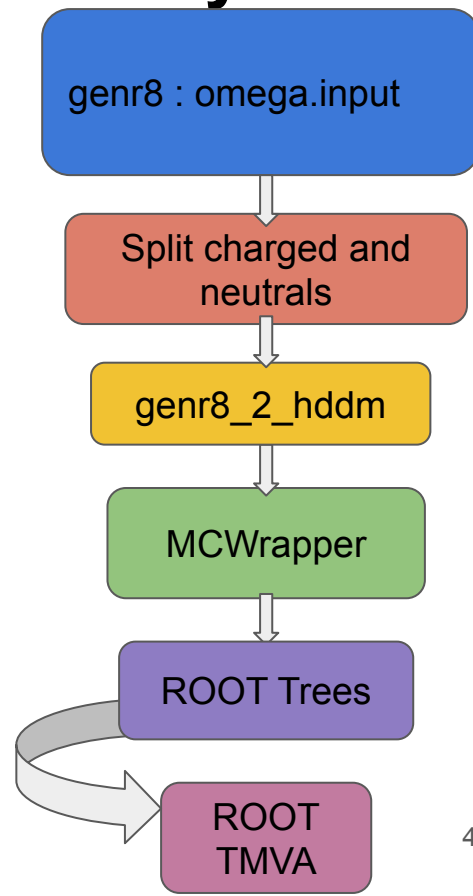 genr8 : omega.input
Split charged and
neutrals
genr8_2_hddm
MCWrapper
ROOT Trees
ROOT
TMVA
4